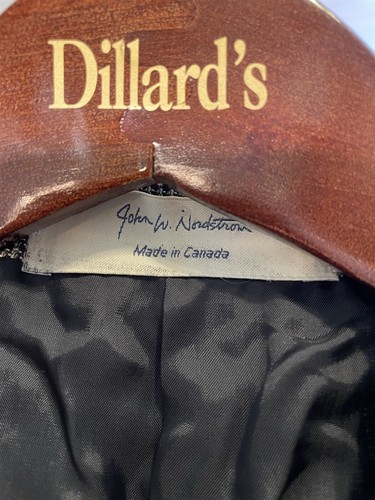 Dillard's
John W. Nordstrom
Made in Canada